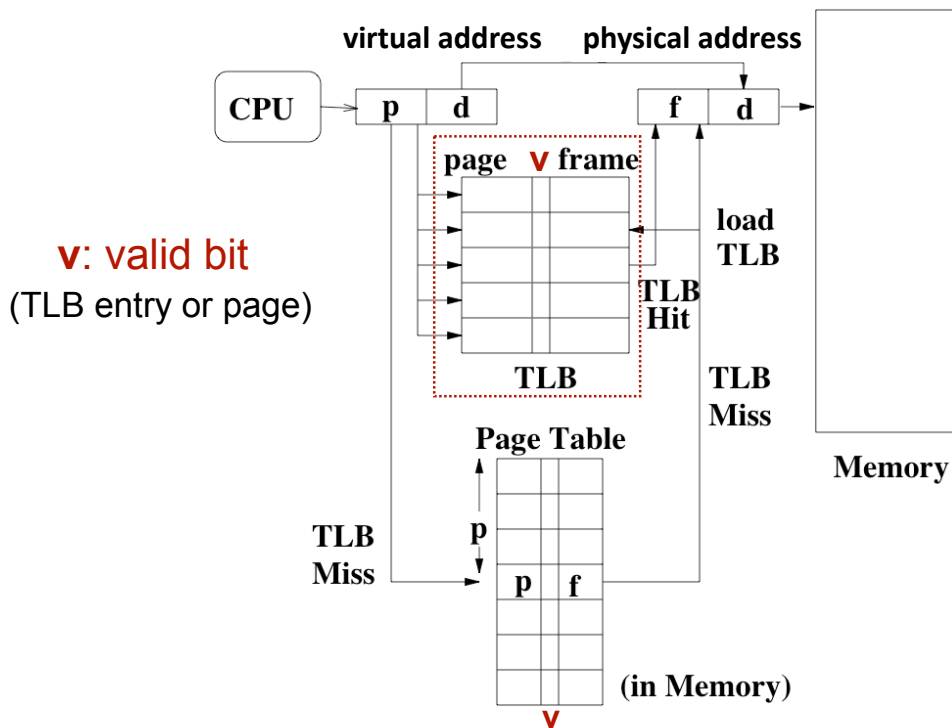 virtual address
physical address
CPU
p
d
f
d
page
v
frame
v: valid bit
(TLB entry or page)
load
TLB
TLB
Hit
TLB
TLB
Miss
Memory
Page Table
p
TLB
Miss
p
f
(in Memory)
v